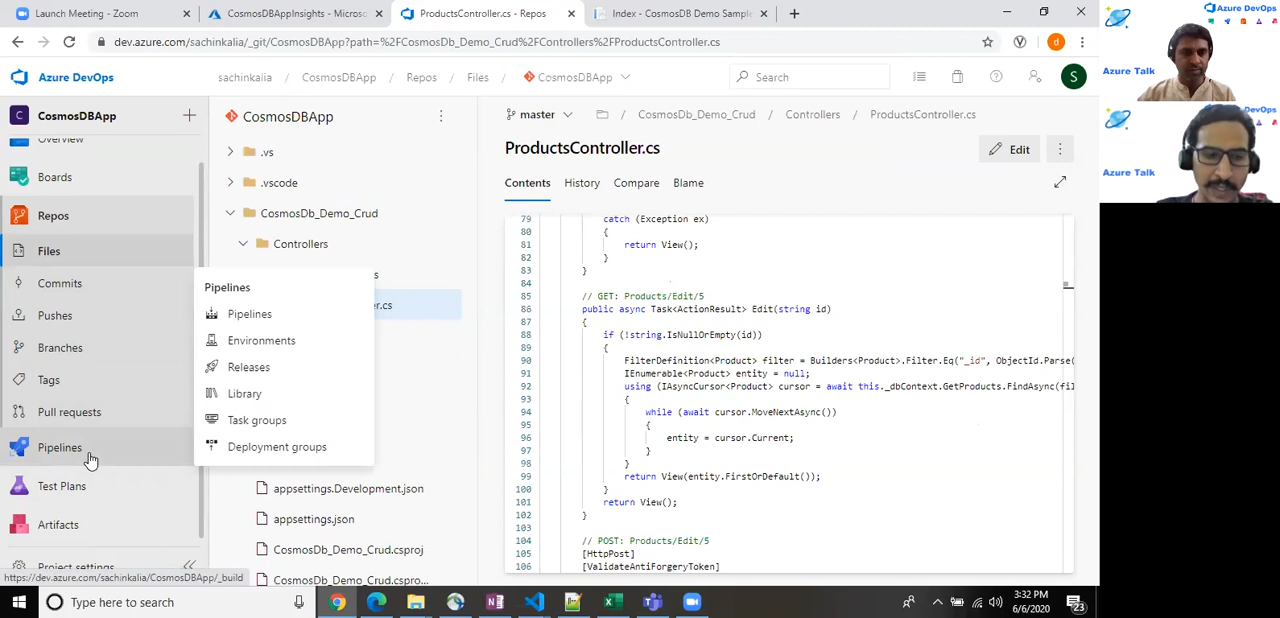 Launch Meeting - Zoom
CosmosDBAppInsights - Microso
ProductsController.cs - Repos
Index - CosmosDB Demo Sample
dev.azure.com/sachinkalia/_git/CosmosDBApp?path=%2FCosmosDb_Demo_Crud%2FControllers%2FProductsController.cs
Azure DevOps
sachinkalia / CosmosDBApp / Repos / Files / CosmosDBApp
Search
S
C CosmosDBApp
Overview
Boards
Repos
Files
Commits
Pushes
Branches
Tags
Pull requests
Pipelines
Test Plans
Artifacts
Project settings
https://dev.azure.com/sachinkalia/CosmosDBApp/_build
CosmosDBApp
.vs
.vscode
CosmosDb_Demo_Crud
Controllers
s
er.cs
Pipelines
Pipelines
Environments
Releases
Library
Task groups
Deployment groups
appsettings.Development.json
appsettings.json
CosmosDb_Demo_Crud.csproj
CosmosDb_Demo_Crud.cspro...
master
CosmosDb_Demo_Crud / Controllers / ProductsController.cs
ProductsController.cs
Edit
Contents History Compare Blame
79 catch (Exception ex)
80 {
81 return View();
82 }
83 }
84
85 // GET: Products/Edit/5
86 public async Task<ActionResult> Edit(string id)
87 {
88 if (!string.IsNullOrEmpty(id))
89 {
90 FilterDefinition<Product> filter = Builders<Product>.Filter.Eq("_id", ObjectId.Parse(
91 IEnumerable<Product> entity = null;
92 using (IAsyncCursor<Product> cursor = await this._dbContext.GetProducts.FindAsync(fil
93 {
94 while (await cursor.MoveNextAsync())
95 {
96 entity = cursor.Current;
97 }
98 }
99 return View(entity.FirstOrDefault());
100 }
101 return View();
102 }
103
104 // POST: Products/Edit/5
105 [HttpPost]
106 [ValidateAntiForgeryToken]
Azure DevOps
Azure Talk
DevOps
Azure Talk
Type here to search
3:32 PM
6/6/2020
23